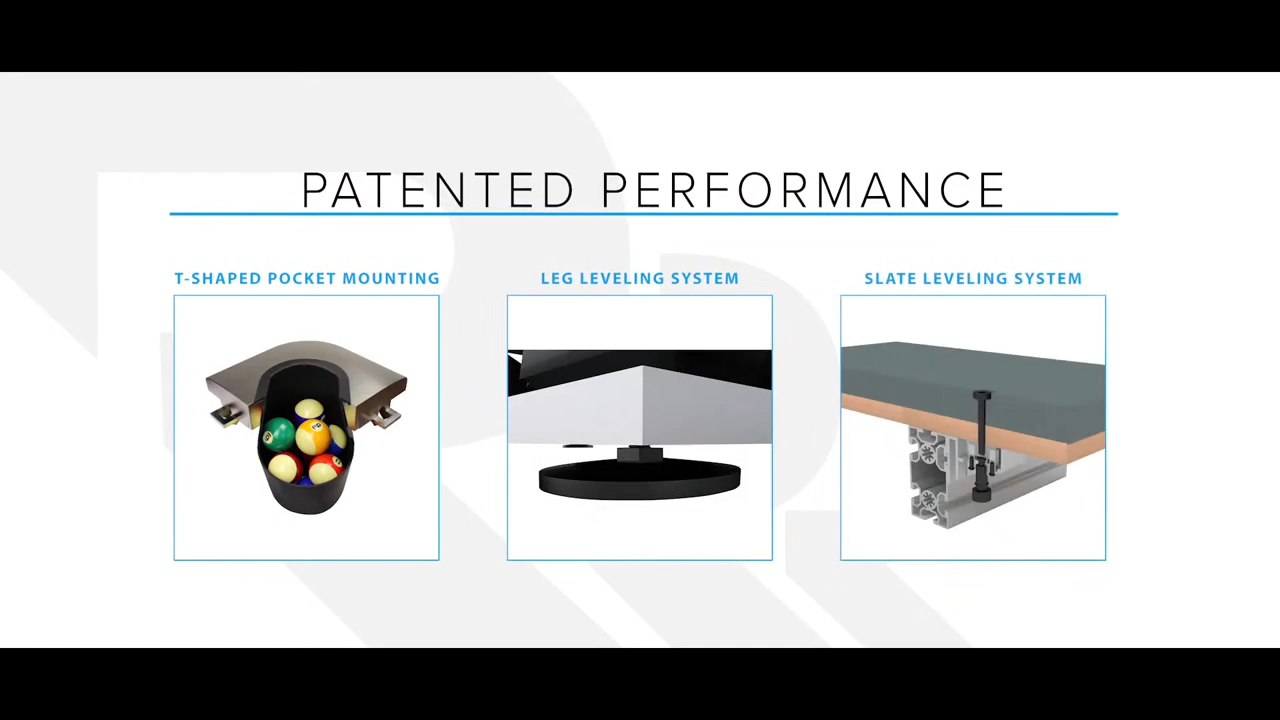 PATENTED PERFORMANCE
T-SHAPED POCKET MOUNTING
LEG LEVELING SYSTEM
SLATE LEVELING SYSTEM